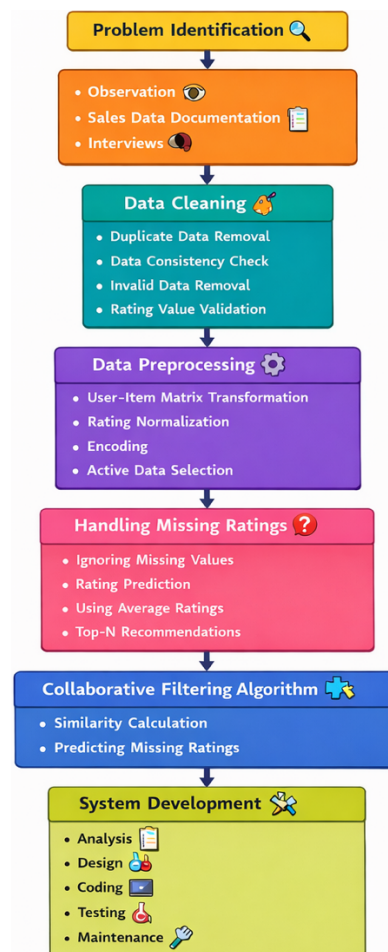 Problem Identification
• Observation
• Sales Data Documentation
• Interviews
Data Cleaning
• Duplicate Data Removal
• Data Consistency Check
• Invalid Data Removal
• Rating Value Validation
Data Preprocessing
• User-Item Matrix Transformation
• Rating Normalization
• Encoding
• Active Data Selection
Handling Missing Ratings
• Ignoring Missing Values
• Rating Prediction
• Using Average Ratings
• Top-N Recommendations
Collaborative Filtering Algorithm
• Similarity Calculation
• Predicting Missing Ratings
System Development
• Analysis
• Design
• Coding
• Testing
• Maintenance